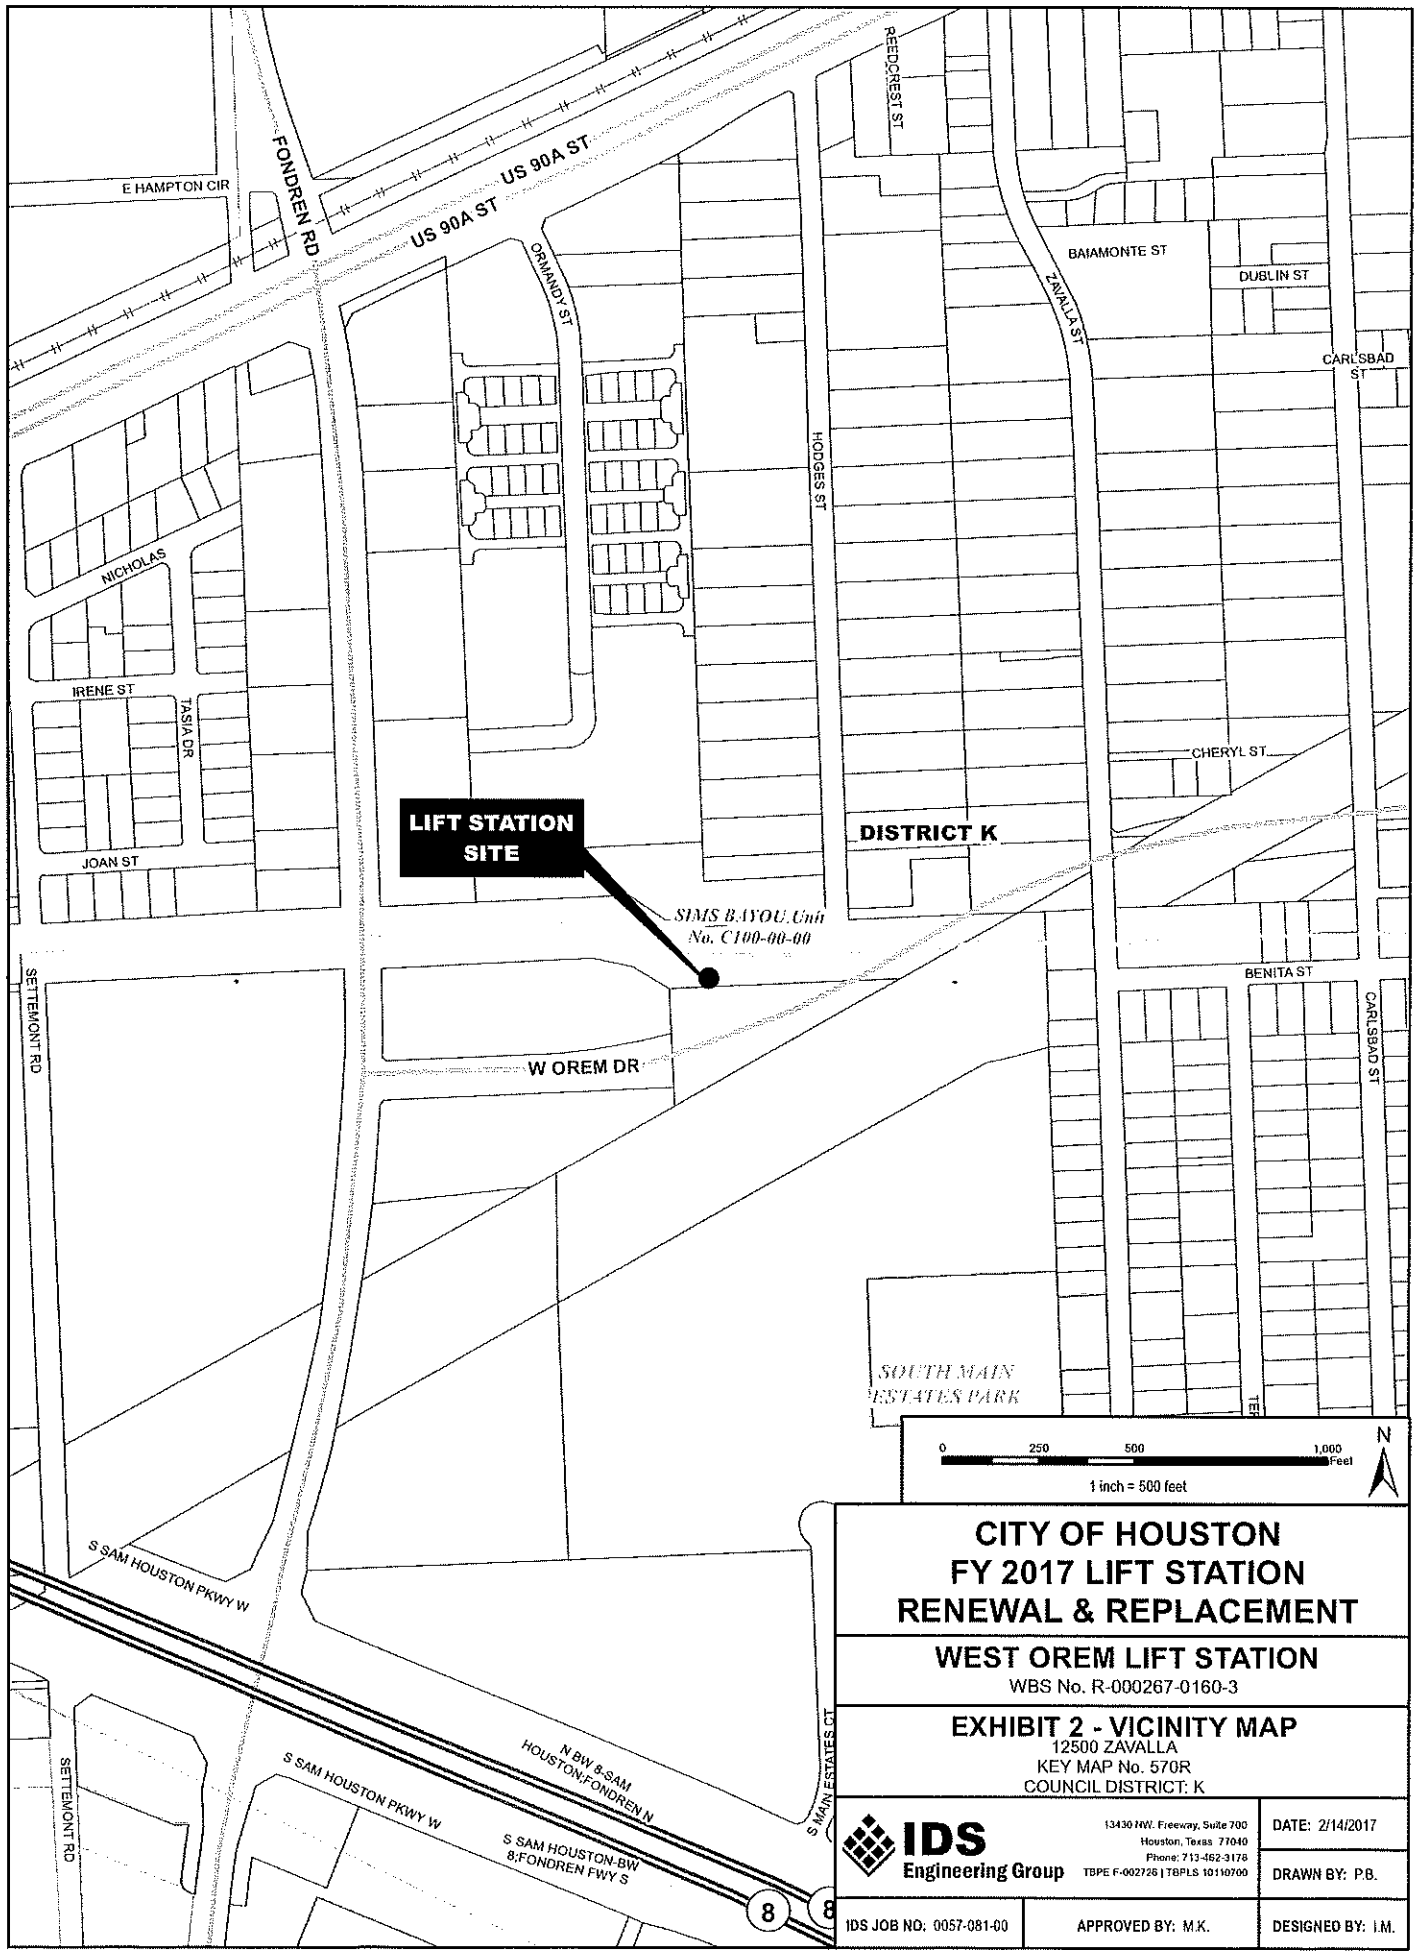 REEDCREST ST
FONDREN RD
US 90A ST
E HAMPTON CIR
US 90A ST
ORMANDY ST
BAIAMONTE ST
DUBLIN ST
ZAVALLA ST
CARLSBAD
ST
HODGES ST
NICHOLAS
IRENE ST
TASIA DR
CHERYL ST
LIFT STATION
SITE
DISTRICT K
JOAN ST
SIMS BAYOU Unit
No. C100-00-00
SETTEMONT RD
BENITA ST
CARLSBAD ST
W OREM DR
SOUTH MAIN
ESTATES PARK
TER
0 250 500 1,000
Feet
1 inch = 500 feet
N
S SAM HOUSTON PKWY W
CITY OF HOUSTON
FY 2017 LIFT STATION
RENEWAL & REPLACEMENT
WEST OREM LIFT STATION
WBS No. R-000267-0160-3
EXHIBIT 2 - VICINITY MAP
12500 ZAVALLA
KEY MAP No. 570R
COUNCIL DISTRICT: K
SETTEMONT RD
S SAM HOUSTON PKWY W
N BW 8-SAM
HOUSTON;FONDREN N
S SAM HOUSTON-BW
8;FONDREN FWY S
S MAIN ESTATES CT
8
8
IDS
Engineering Group
13430 NW. Freeway, Suite 700
Houston, Texas 77040
Phone: 713-462-3178
TBPE F-002726 | TBPLS 10110700
DATE: 2/14/2017
DRAWN BY: P.B.
IDS JOB NO: 0057-081-00
APPROVED BY: M.K.
DESIGNED BY: I.M.